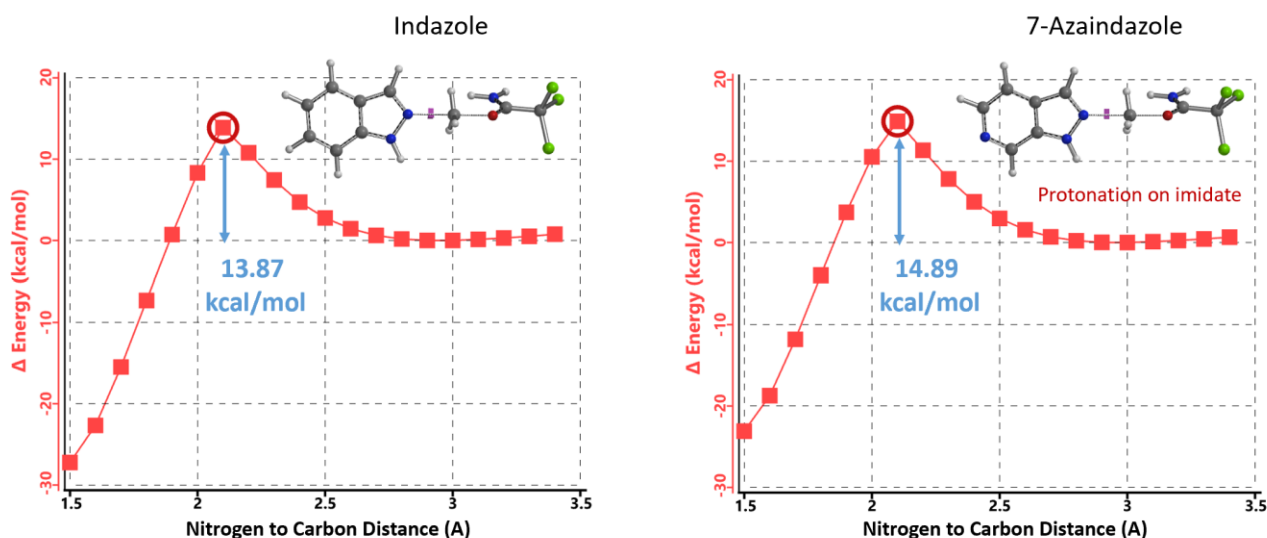 Indazole
20
10
0
-10
-20
-30
Δ Energy (kcal/mol)
13.87
kcal/mol
1.5
2
2.5
3
3.5
Nitrogen to Carbon Distance (A)
7-Azaindazole
20
10
0
-10
-20
-30
Δ Energy (kcal/mol)
Protonation on imidate
14.89
kcal/mol
1.5
2
2.5
3
3.5
Nitrogen to Carbon Distance (A)